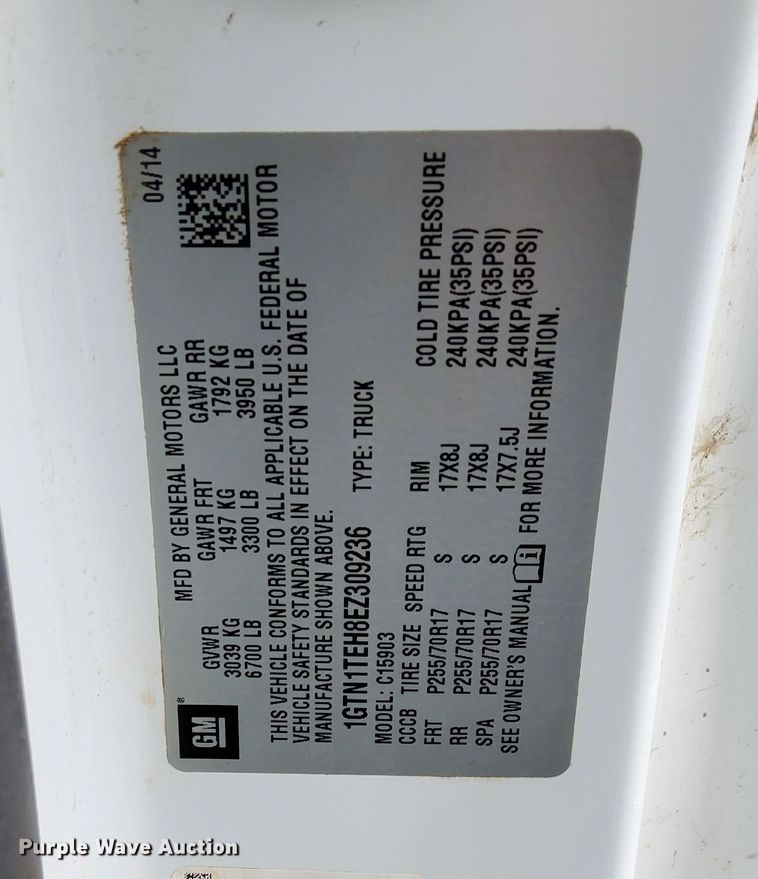 04/14
MFD BY GENERAL MOTORS LLC
GVWR GAWR FRT GAWR RR
3039 KG 1497 KG 1792 KG
6700 LB 3300 LB 3950 LB
GM®
THIS VEHICLE CONFORMS TO ALL APPLICABLE U.S. FEDERAL MOTOR
VEHICLE SAFETY STANDARDS IN EFFECT ON THE DATE OF
MANUFACTURE SHOWN ABOVE.
1GTN1TEH8EZ309236 TYPE: TRUCK
MODEL: C15903
CCCB TIRE SIZE SPEED RTG RIM COLD TIRE PRESSURE
FRT P255/70R17 S 17X8J 240KPA(35PSI)
RR P255/70R17 S 17X8J 240KPA(35PSI)
SPA P255/70R17 S 17X7.5J 240KPA(35PSI)
SEE OWNER'S MANUAL i FOR MORE INFORMATION.
Purple Wave Auction